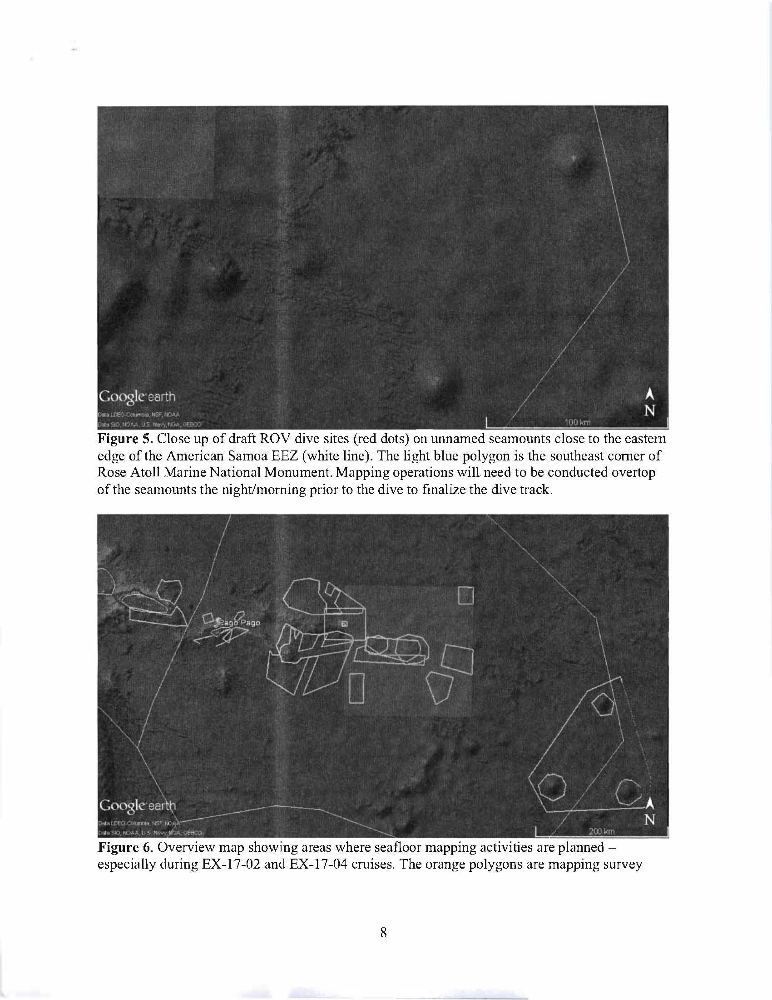 Google earth
Data LDEO-Columbia, NSF, NOAA
Data SIO, NOAA, U.S. Navy, NGA, GEBCO
100 km
N
Figure 5. Close up of draft ROV dive sites (red dots) on unnamed seamounts close to the eastern
edge of the American Samoa EEZ (white line). The light blue polygon is the southeast corner of
Rose Atoll Marine National Monument. Mapping operations will need to be conducted overtop
of the seamounts the night/morning prior to the dive to finalize the dive track.
Pago Pago
Google earth
Data LDEO-Columbia, NSF, NOAA
Data SIO, NOAA, U.S. Navy, NGA, GEBCO
200 km
N
Figure 6. Overview map showing areas where seafloor mapping activities are planned –
especially during EX-17-02 and EX-17-04 cruises. The orange polygons are mapping survey
8